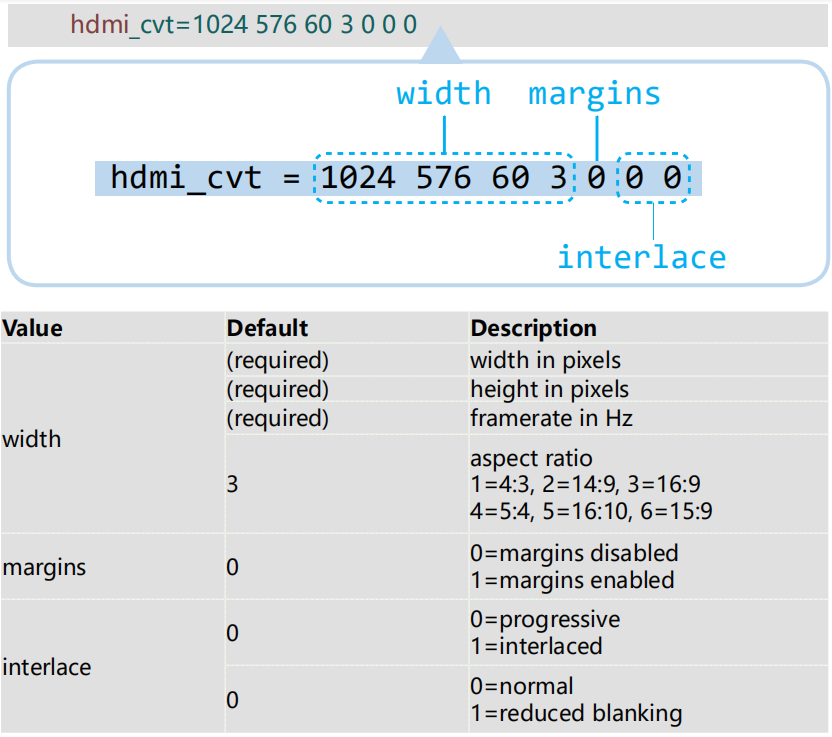 hdmi_cvt=1024 576 60 3 0 0 0
width margins
hdmi_cvt = 1024 576 60 3 0 0 0
interlace
Value Default Description
width (required) width in pixels
(required) height in pixels
(required) framerate in Hz
3 aspect ratio
1=4:3, 2=14:9, 3=16:9
4=5:4, 5=16:10, 6=15:9
margins 0 0=margins disabled
1=margins enabled
interlace 0 0=progressive
1=interlaced
0 0=normal
1=reduced blanking